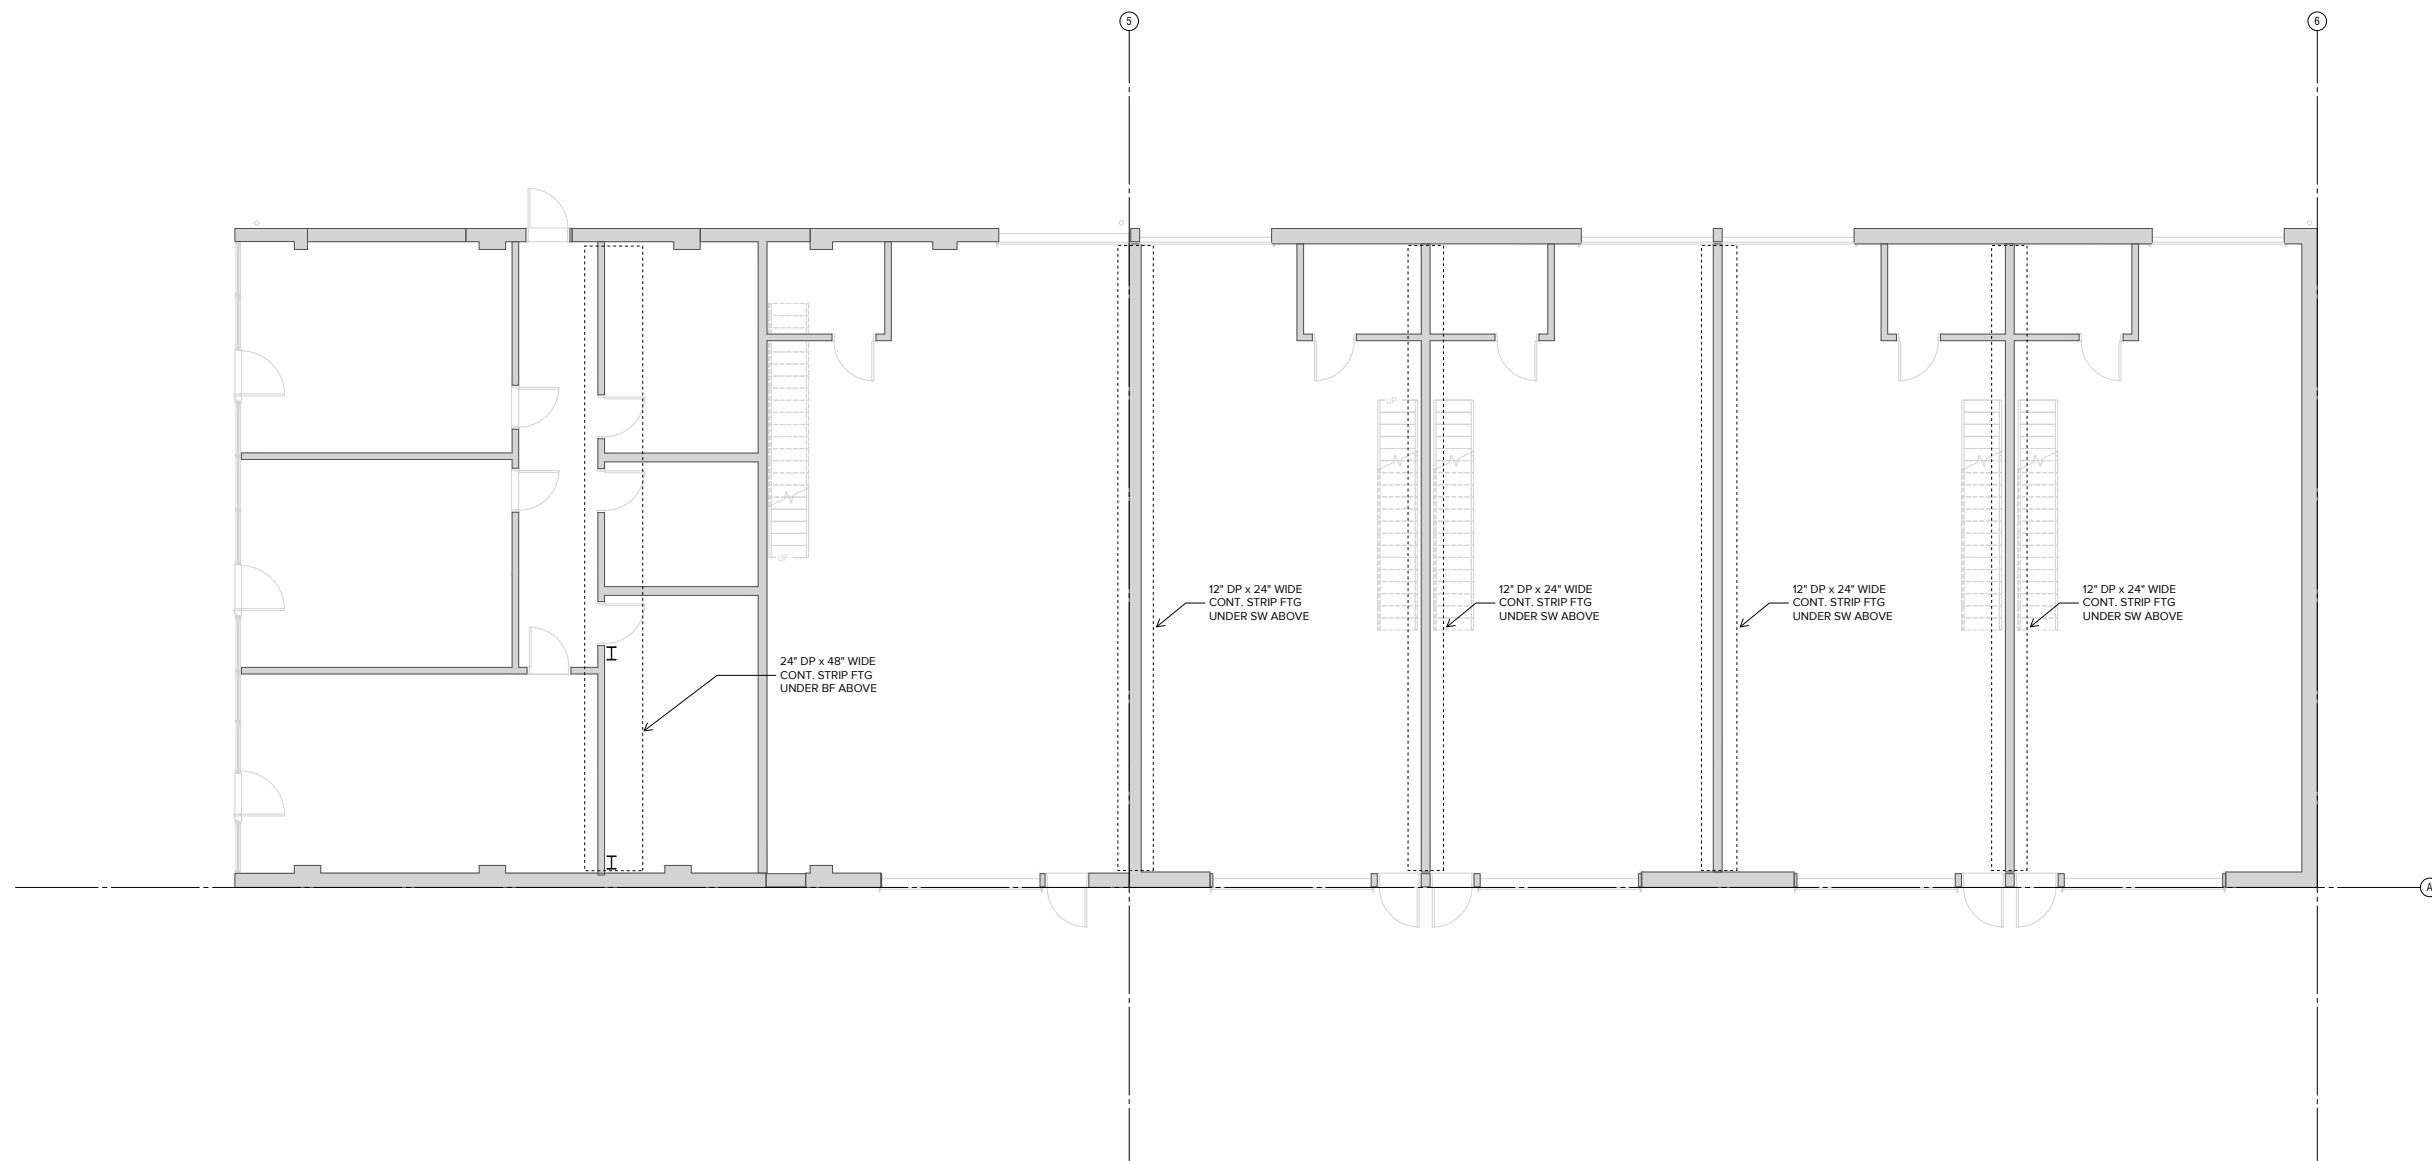 5
6
UP
UP
12" DP x 24" WIDE
CONT. STRIP FTG
UNDER SW ABOVE
12" DP x 24" WIDE
CONT. STRIP FTG
UNDER SW ABOVE
12" DP x 24" WIDE
CONT. STRIP FTG
UNDER SW ABOVE
12" DP x 24" WIDE
CONT. STRIP FTG
UNDER SW ABOVE
24" DP x 48" WIDE
CONT. STRIP FTG
UNDER BF ABOVE
A